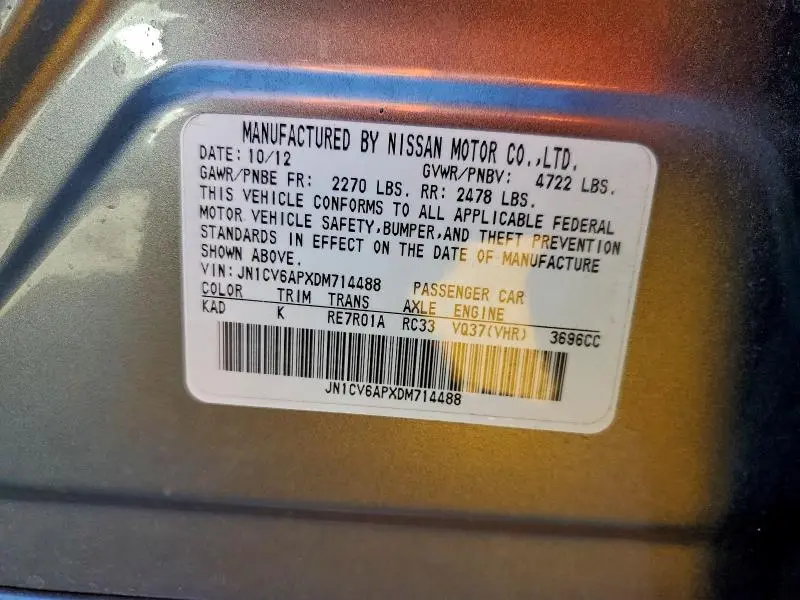 MANUFACTURED BY NISSAN MOTOR CO.,LTD.
DATE: 10/12 GVWR/PNBV: 4722 LBS.
GAWR/PNBE FR: 2270 LBS. RR: 2478 LBS.
THIS VEHICLE CONFORMS TO ALL APPLICABLE FEDERAL
MOTOR VEHICLE SAFETY,BUMPER,AND THEFT PREVENTION
STANDARDS IN EFFECT ON THE DATE OF MANUFACTURE
SHOWN ABOVE.
VIN: JN1CV6APXDM714488 PASSENGER CAR
COLOR TRIM TRANS AXLE ENGINE
KAD K RE7R01A RC33 VQ37(VHR) 3696CC
JN1CV6APXDM714488